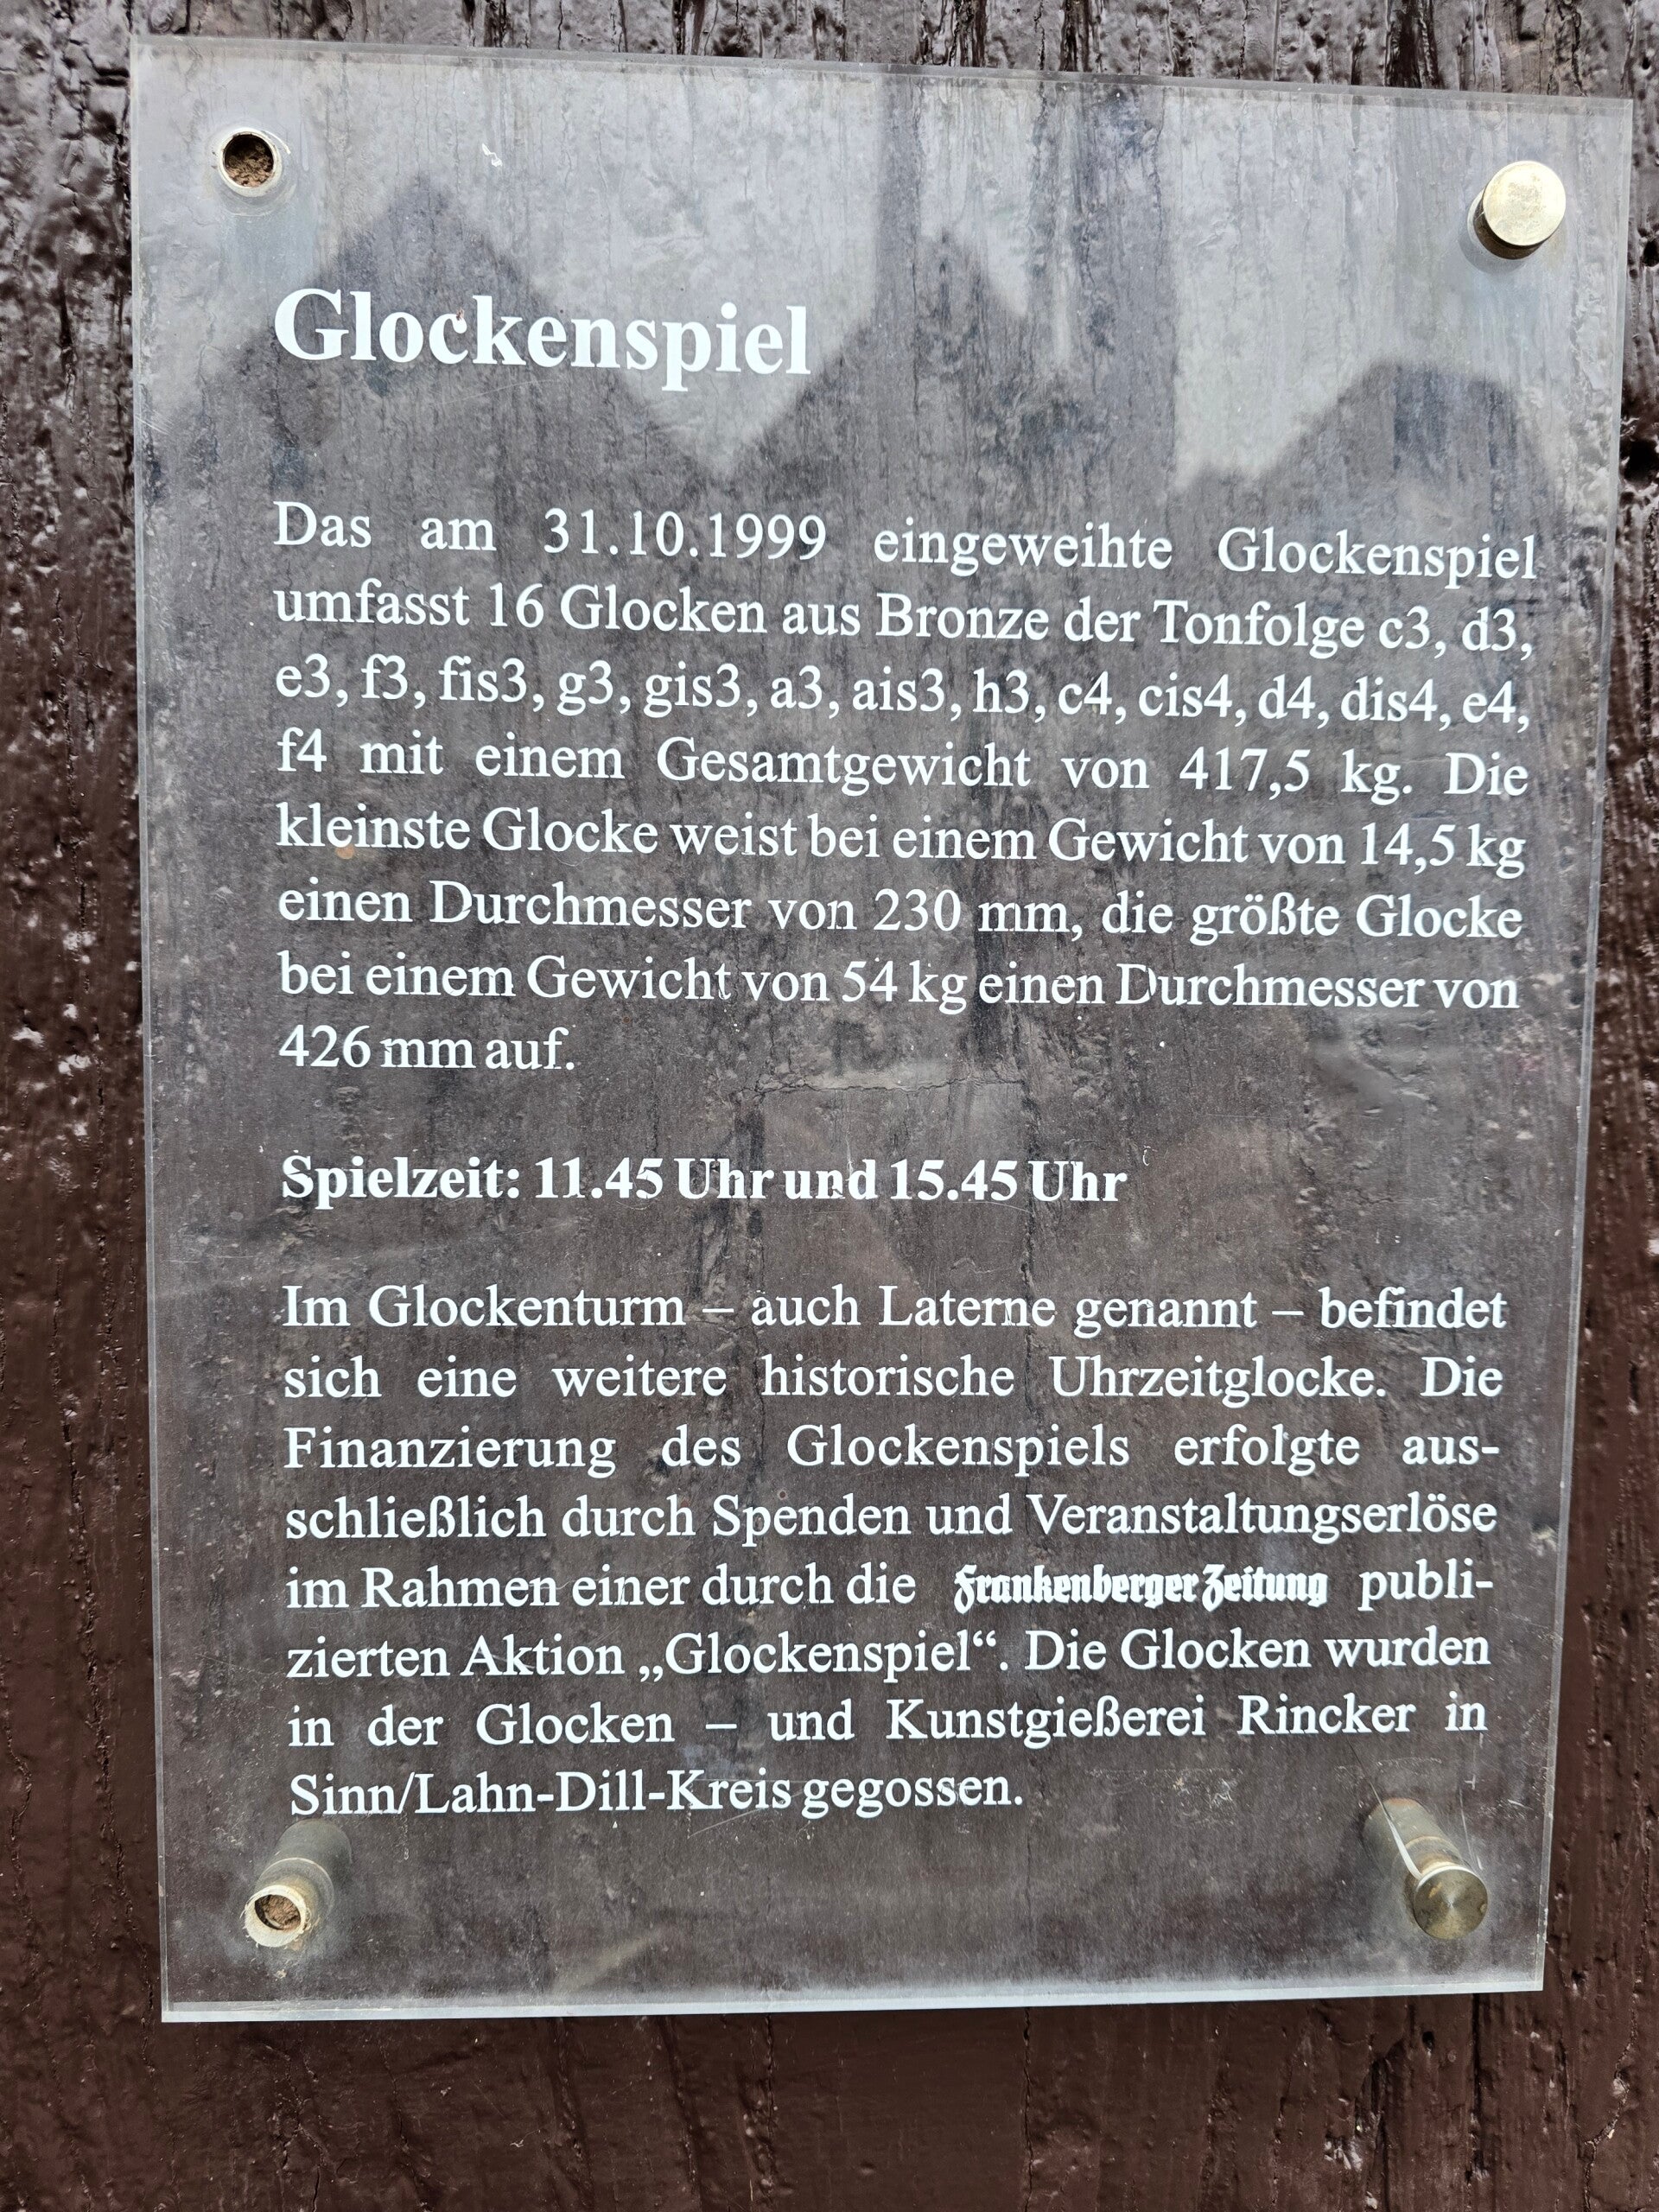 Glockenspiel
Das am 31.10.1999 eingeweihte Glockenspiel
umfasst 16 Glocken aus Bronze der Tonfolge c3, d3,
e3, f3, fis3, g3, gis3, a3, ais3, h3, c4, cis4, d4, dis4, e4,
f4 mit einem Gesamtgewicht von 417,5 kg. Die
kleinste Glocke weist bei einem Gewicht von 14,5 kg
einen Durchmesser von 230 mm, die größte Glocke
bei einem Gewicht von 54 kg einen Durchmesser von
426 mm auf.
Spielzeit: 11.45 Uhr und 15.45 Uhr
Im Glockenturm – auch Laterne genannt – befindet
sich eine weitere historische Uhrzeitglocke. Die
Finanzierung des Glockenspiels erfolgte aus-
schließlich durch Spenden und Veranstaltungserlöse
im Rahmen einer durch die Frankenberger Zeitung publi-
zierten Aktion „Glockenspiel“. Die Glocken wurden
in der Glocken – und Kunstgießerei Rincker in
Sinn/Lahn-Dill-Kreis gegossen.